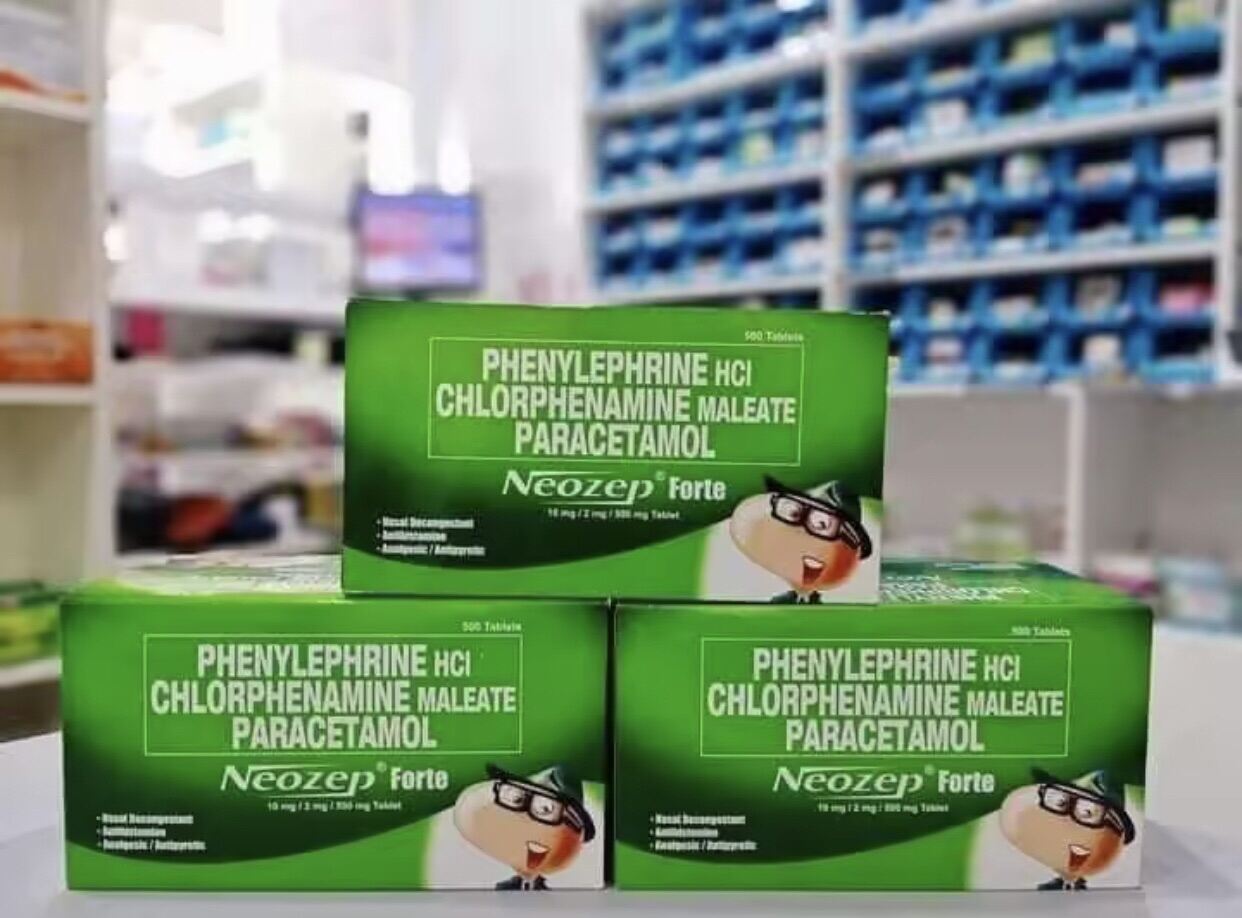 500 Tablets
PHENYLEPHRINE HCl
CHLORPHENAMINE MALEATE
PARACETAMOL
Neozep® Forte
10 mg / 2 mg / 500 mg Tablet
• Nasal Decongestant
• Antihistamine
• Analgesic / Antipyretic
500 Tablets
PHENYLEPHRINE HCl
CHLORPHENAMINE MALEATE
PARACETAMOL
Neozep® Forte
10 mg / 2 mg / 500 mg Tablet
• Nasal Decongestant
• Antihistamine
• Analgesic / Antipyretic
500 Tablets
PHENYLEPHRINE HCl
CHLORPHENAMINE MALEATE
PARACETAMOL
Neozep® Forte
10 mg / 2 mg / 500 mg Tablet
• Nasal Decongestant
• Antihistamine
• Analgesic / Antipyretic